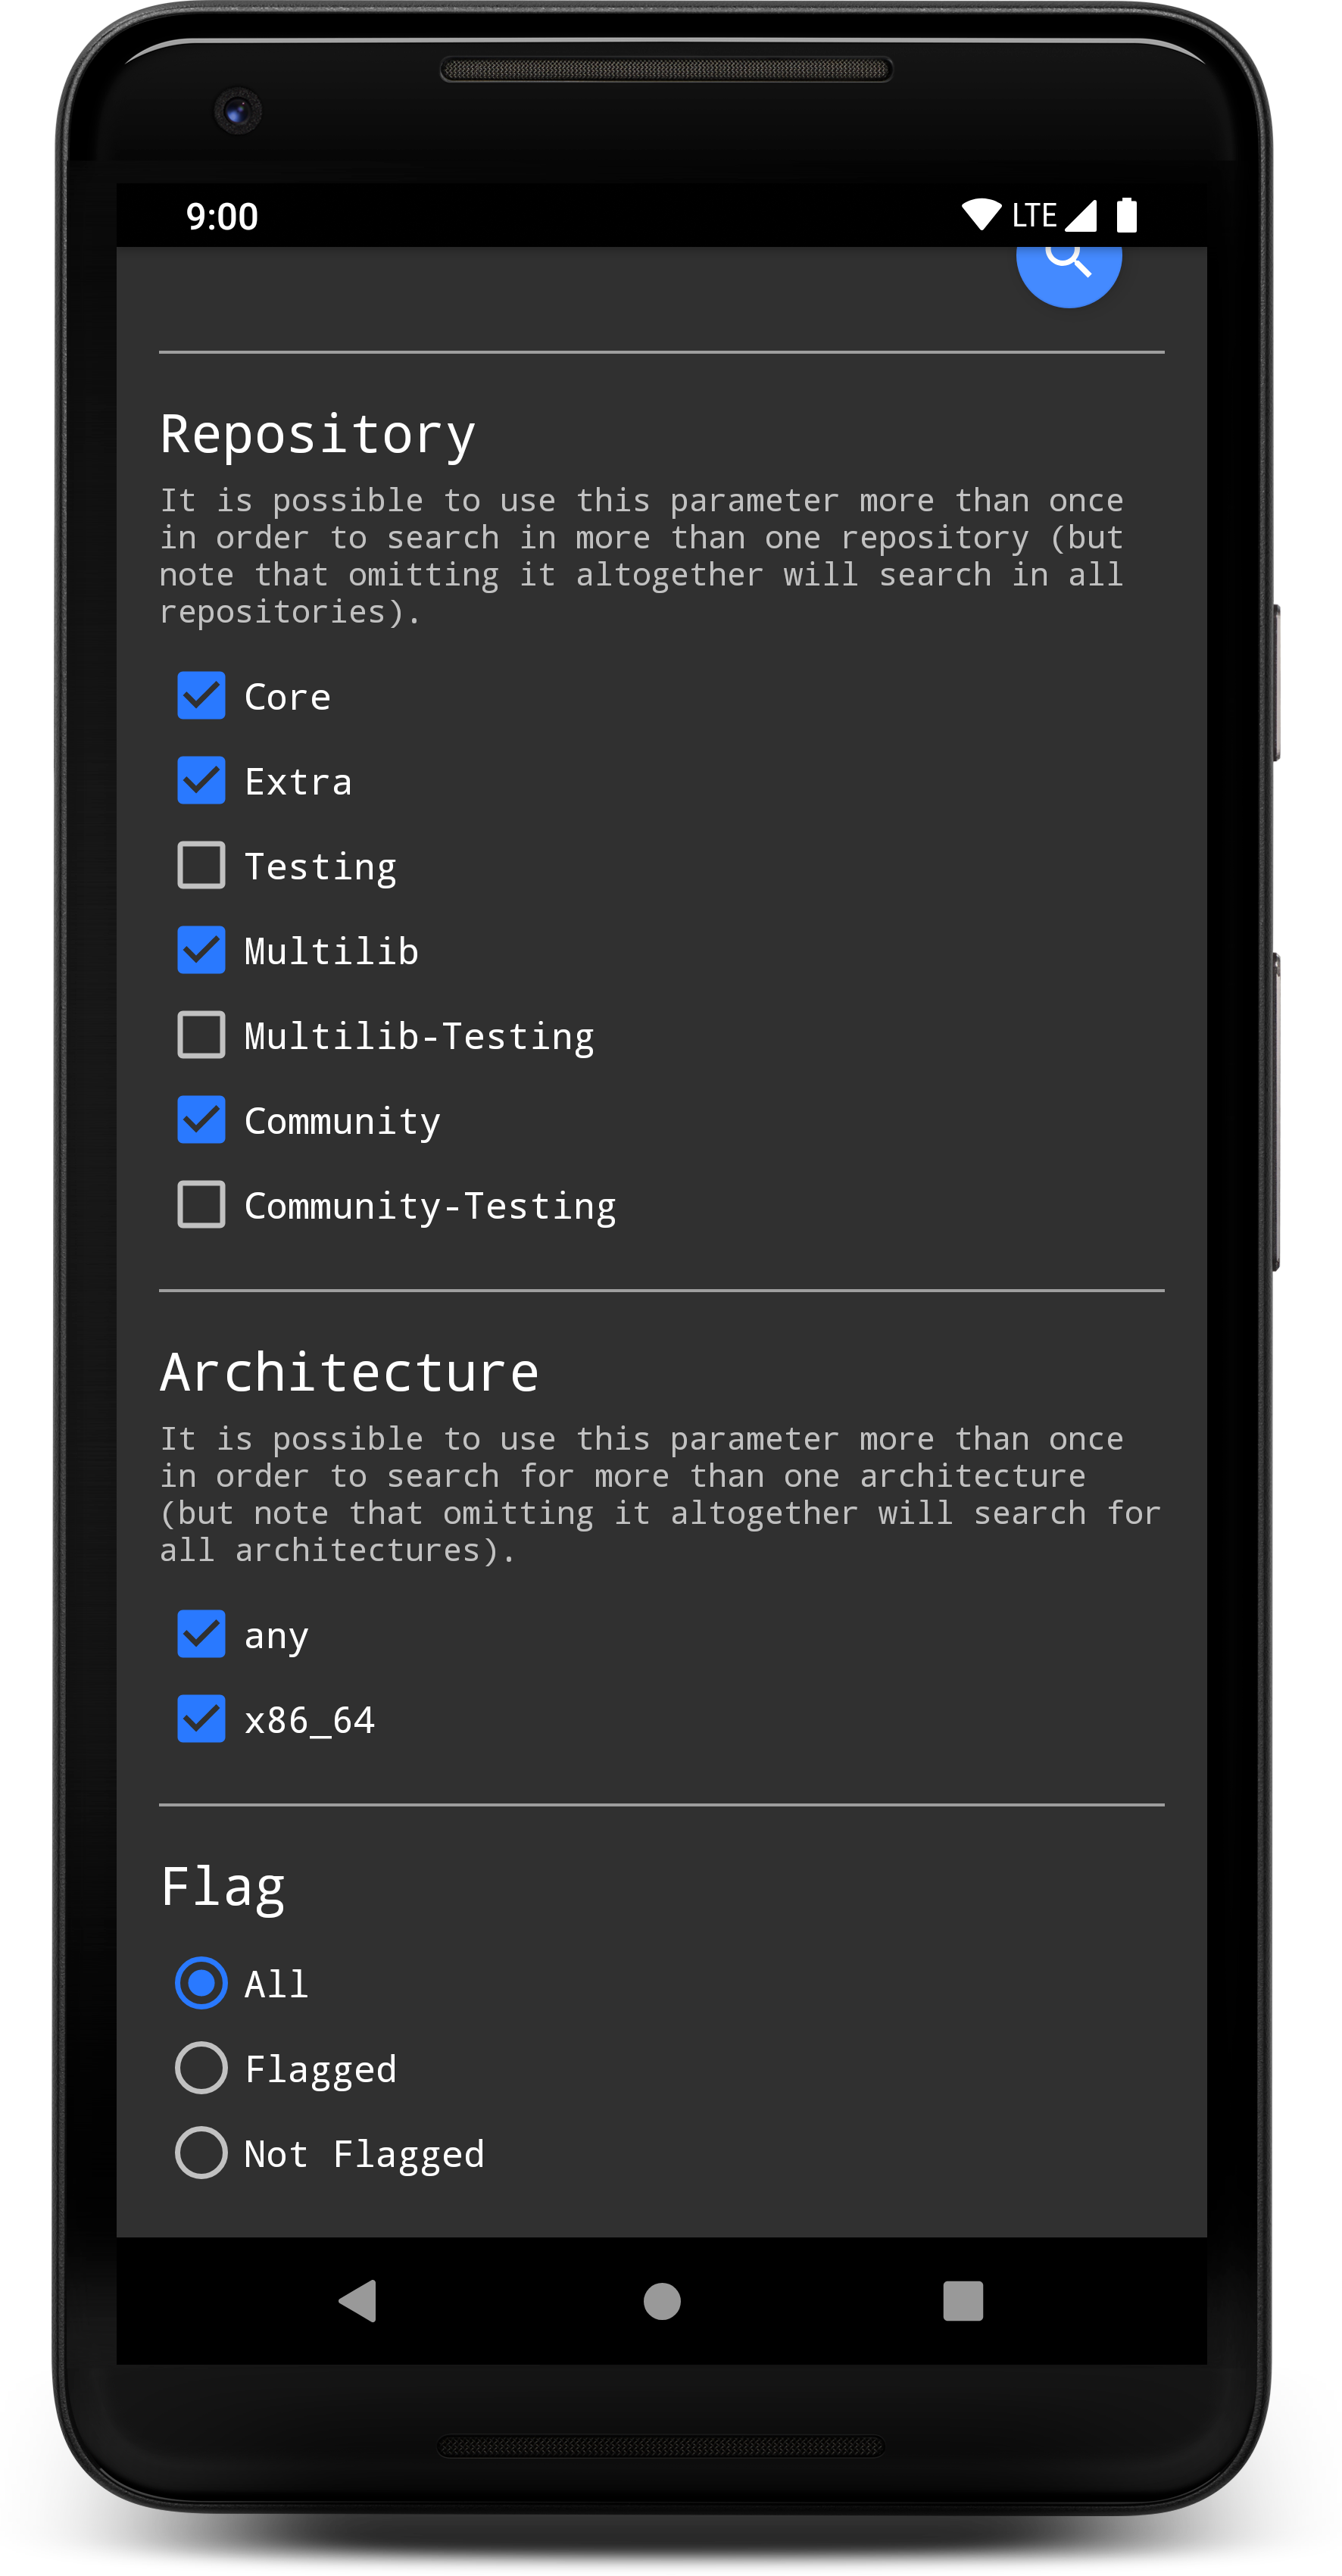 9:00 LTE
Repository
It is possible to use this parameter more than once
in order to search in more than one repository (but
note that omitting it altogether will search in all
repositories).
Core
Extra
Testing
Multilib
Multilib-Testing
Community
Community-Testing
Architecture
It is possible to use this parameter more than once
in order to search for more than one architecture
(but note that omitting it altogether will search for
all architectures).
any
x86_64
Flag
All
Flagged
Not Flagged